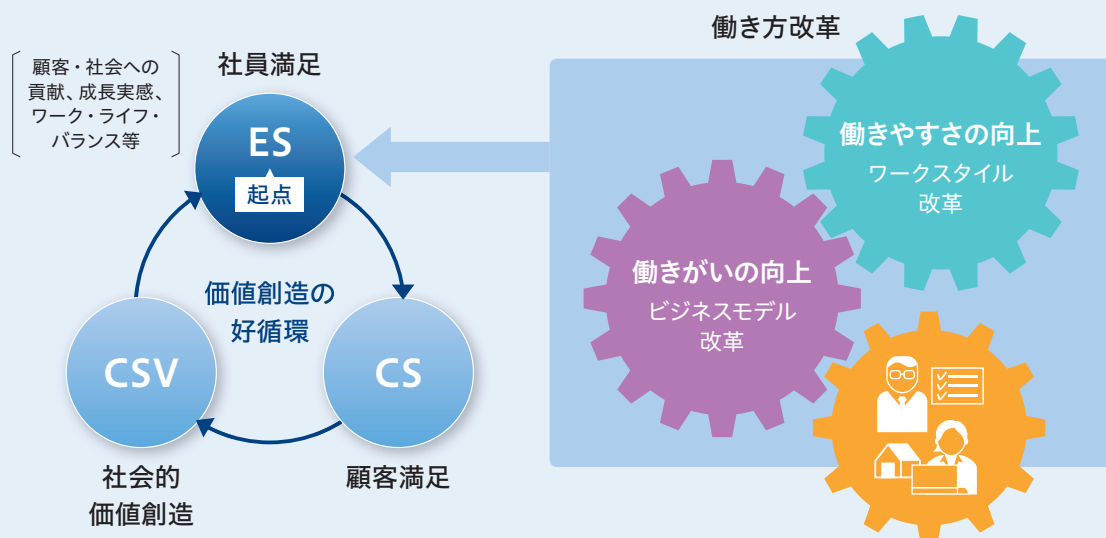 顧客・社会への
貢献、成長実感、
ワーク・ライフ・
バランス等
社員満足
ES
起点
価値創造の
好循環
CSV
CS
社会的
価値創造
顧客満足
働き方改革
働きやすさの向上
ワークスタイル
改革
働きがいの向上
ビジネスモデル
改革